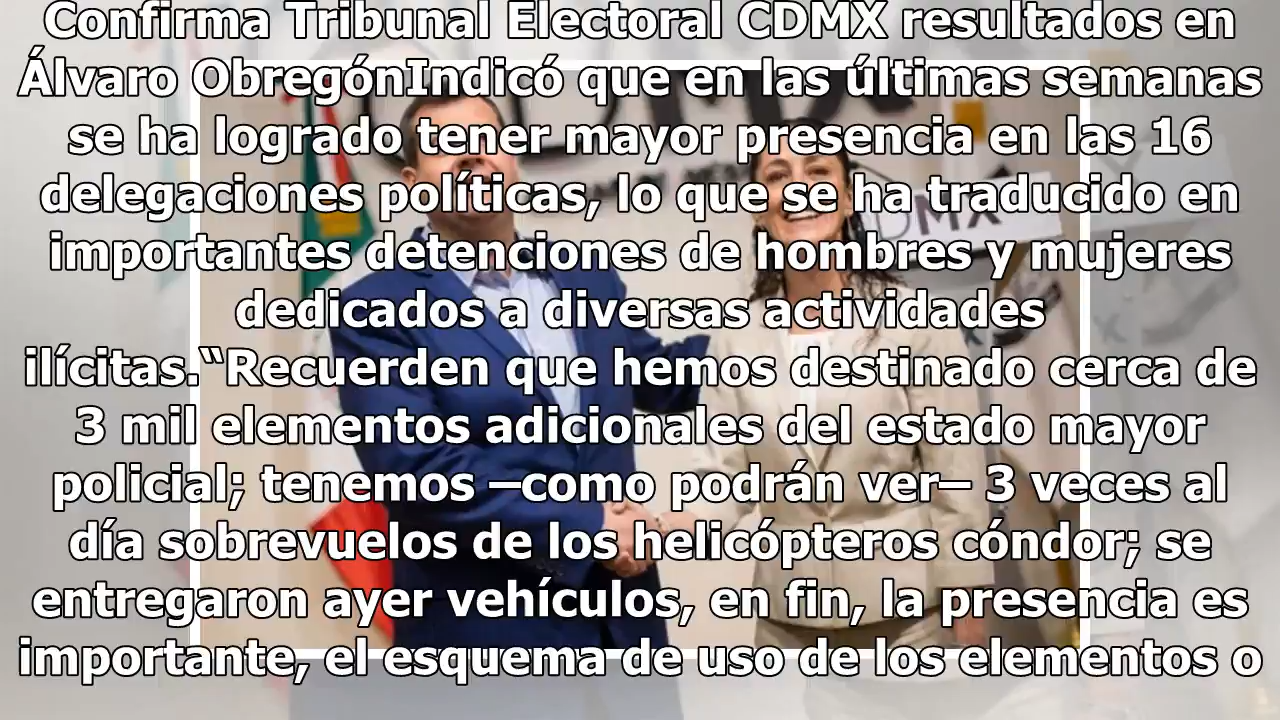 Confirma Tribunal Electoral CDMX resultados en
Álvaro ObregónIndicó que en las últimas semanas
se ha logrado tener mayor presencia en las 16
delegaciones políticas, lo que se ha traducido en
importantes detenciones de hombres y mujeres
dedicados a diversas actividades
ilícitas.“Recuerden que hemos destinado cerca de
3 mil elementos adicionales del estado mayor
policial; tenemos —como podrán ver— 3 veces al
día sobrevuelos de los helicópteros cóndor; se
entregaron ayer vehículos, en fin, la presencia es
importante, el esquema de uso de los elementos o